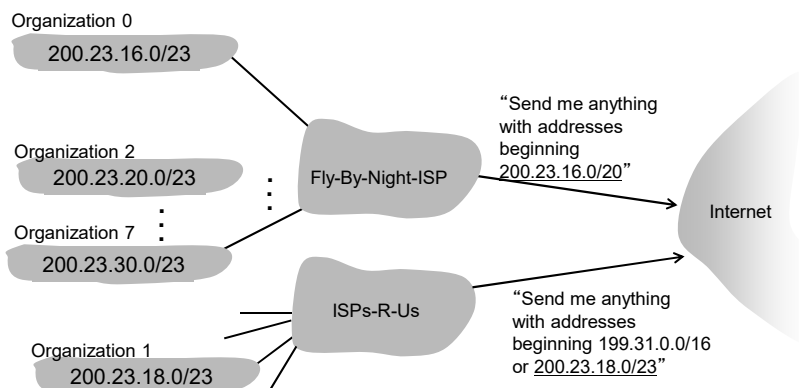 Organization 0
200.23.16.0/23
Organization 2
200.23.20.0/23
Organization 7
200.23.30.0/23
Fly-By-Night-ISP
“Send me anything
with addresses
beginning
200.23.16.0/20”
Internet
ISPs-R-Us
Organization 1
200.23.18.0/23
“Send me anything
with addresses
beginning 199.31.0.0/16
or 200.23.18.0/23”